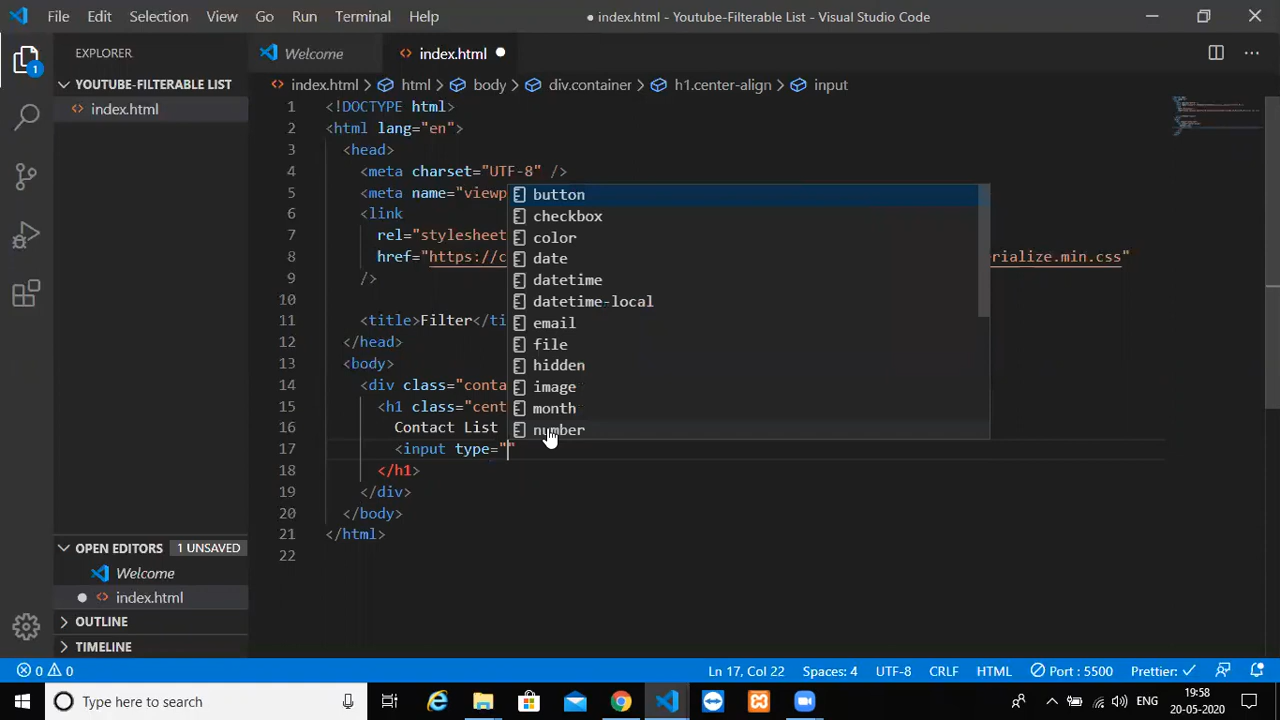 File Edit Selection View Go Run Terminal Help
● index.html - Youtube-Filterable List - Visual Studio Code
EXPLORER
Welcome
index.html
1
YOUTUBE-FILTERABLE LIST
index.html
index.html > html > body > div.container > h1.center-align > input
1 <!DOCTYPE html>
2 <html lang="en">
3 <head>
4 <meta charset="UTF-8" />
5 <meta name="viewp
6 <link
7 rel="stylesheet
8 href="https://c
rialize.min.css"
9 />
10
11 <title>Filter</ti
12 </head>
13 <body>
14 <div class="conta
15 <h1 class="cent
16 Contact List
17 <input type=""
18 </h1>
19 </div>
20 </body>
21 </html>
22
button
checkbox
color
date
datetime
datetime-local
email
file
hidden
image
month
number
OPEN EDITORS 1 UNSAVED
Welcome
index.html
OUTLINE
TIMELINE
0 0
Ln 17, Col 22 Spaces: 4 UTF-8 CRLF HTML Port : 5500 Prettier: ✓
Type here to search
ENG
19:58
20-05-2020